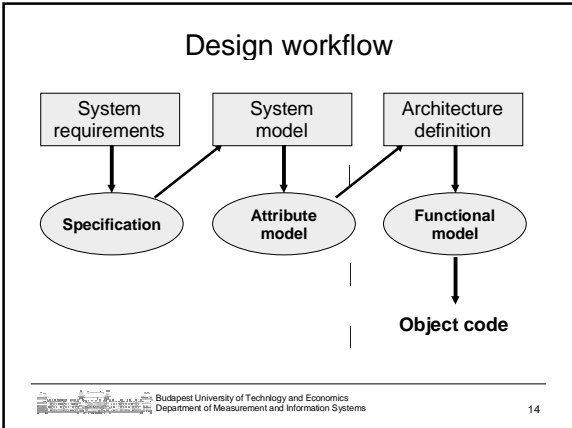 Design workflow
System
requirements
System
model
Architecture
definition
Specification
Attribute
model
Functional
model
Object code
Budapest University of Technlogy and Economics
Department of Measurement and Information Systems
14